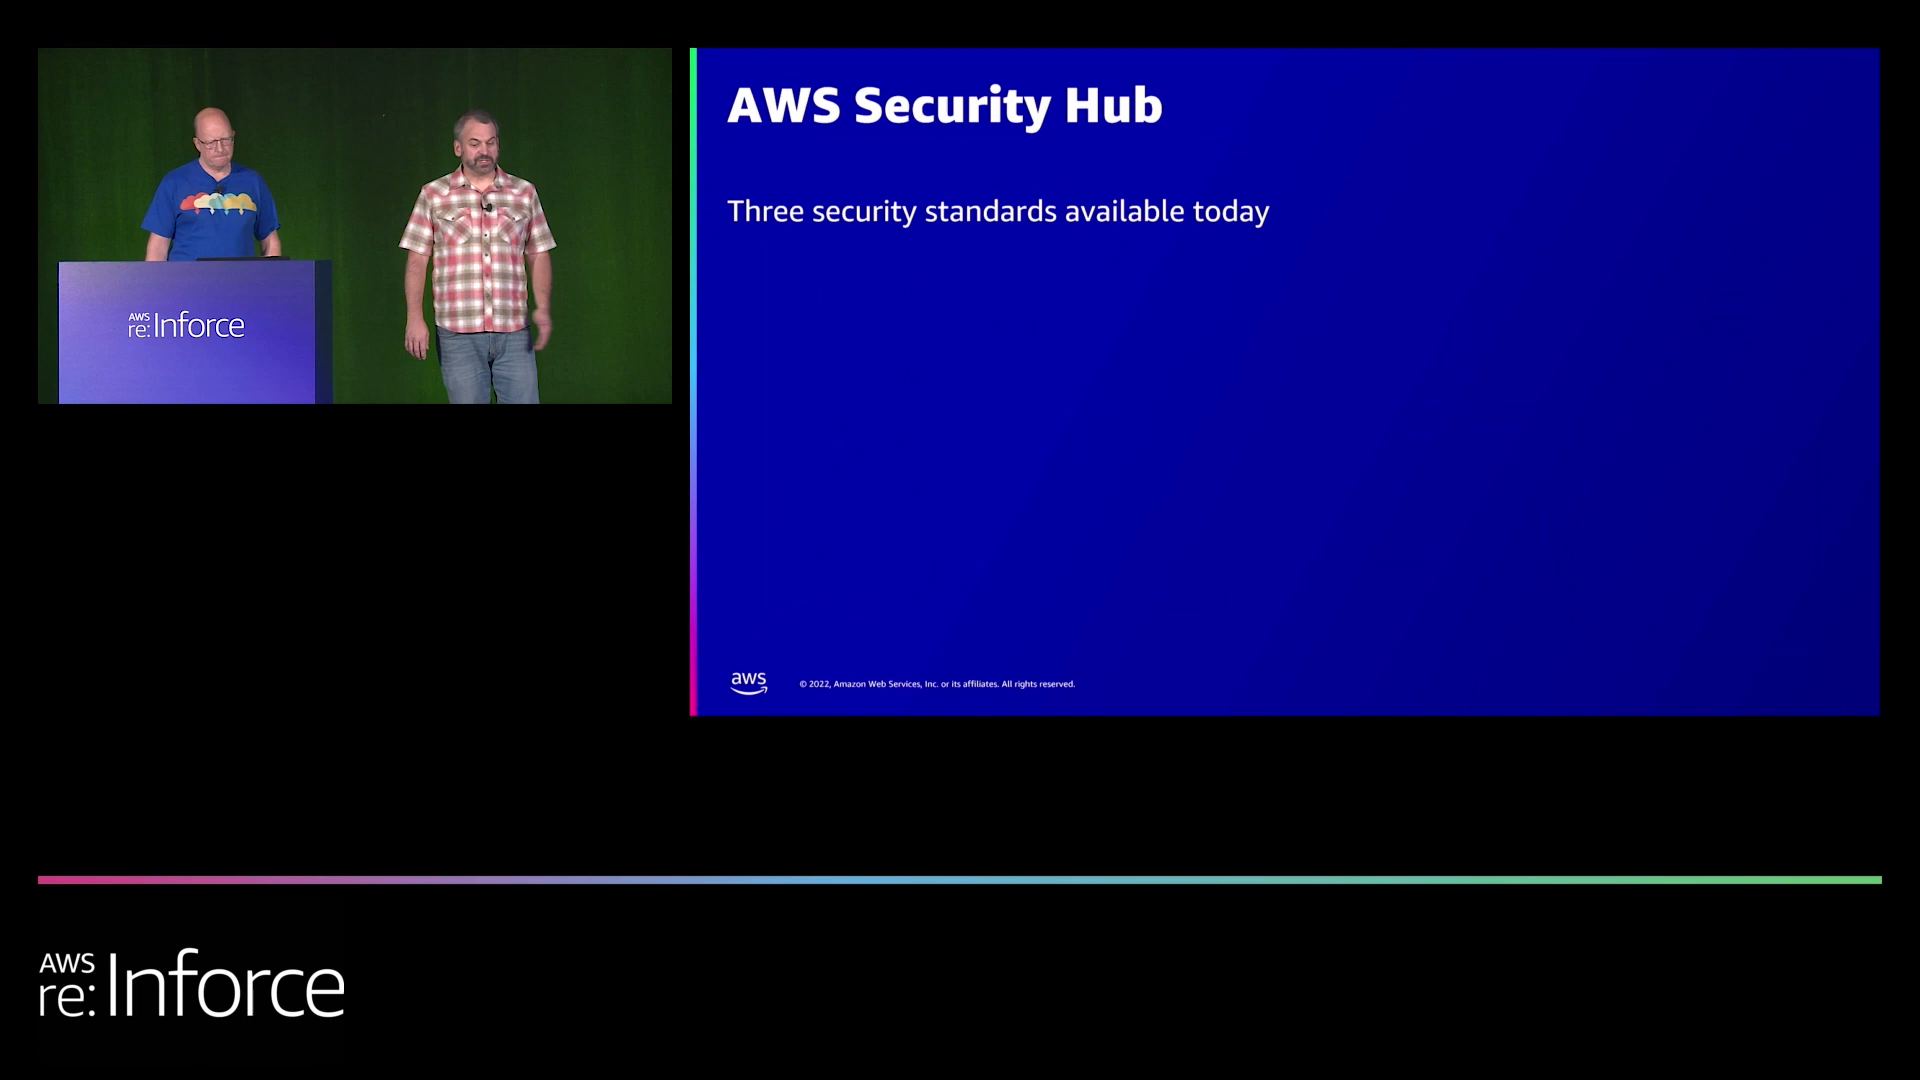 AWS
re:Inforce
AWS Security Hub
Three security standards available today
aws
© 2022, Amazon Web Services, Inc. or its affiliates. All rights reserved.
AWS
re:Inforce